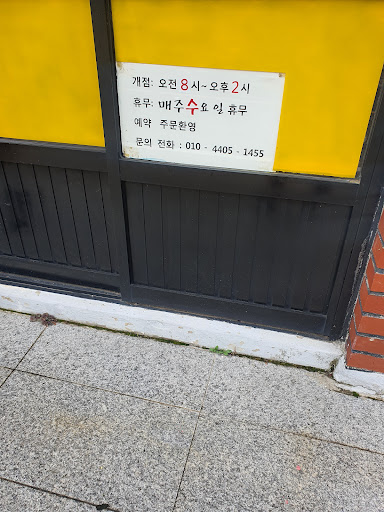 개점: 오전 8시~오후 2시
휴무: 매주수요일 휴무
예약 주문환영
문의 전화 : 010 - 4405 - 1455